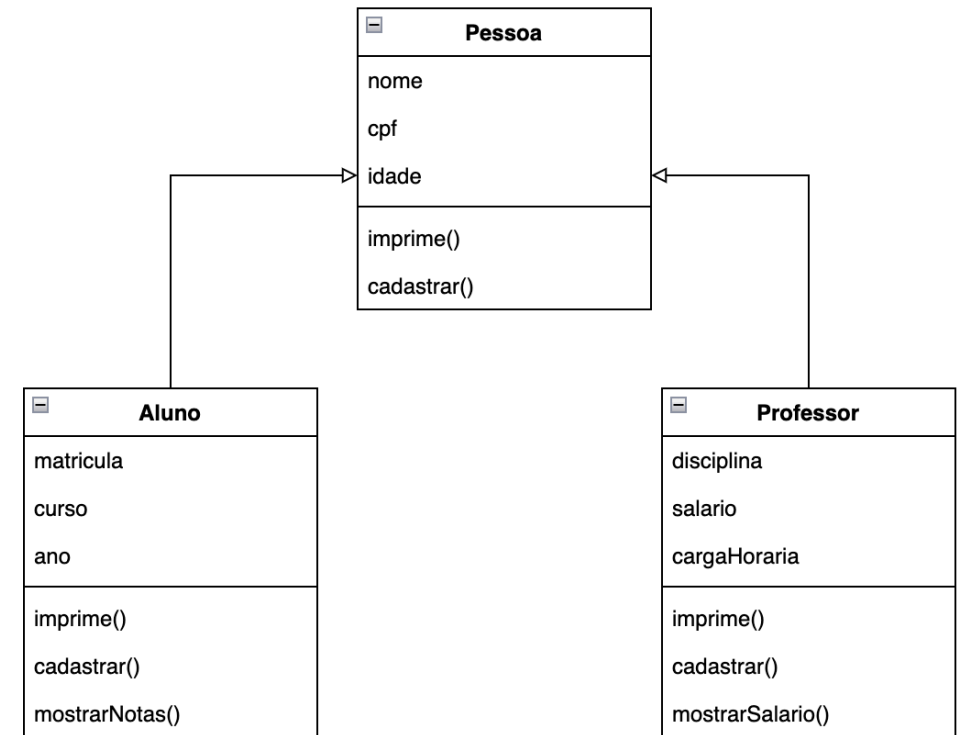 Pessoa
nome
cpf
idade
imprime()
cadastrar()
Aluno
matricula
curso
ano
imprime()
cadastrar()
mostrarNotas()
Professor
disciplina
salario
cargaHoraria
imprime()
cadastrar()
mostrarSalario()